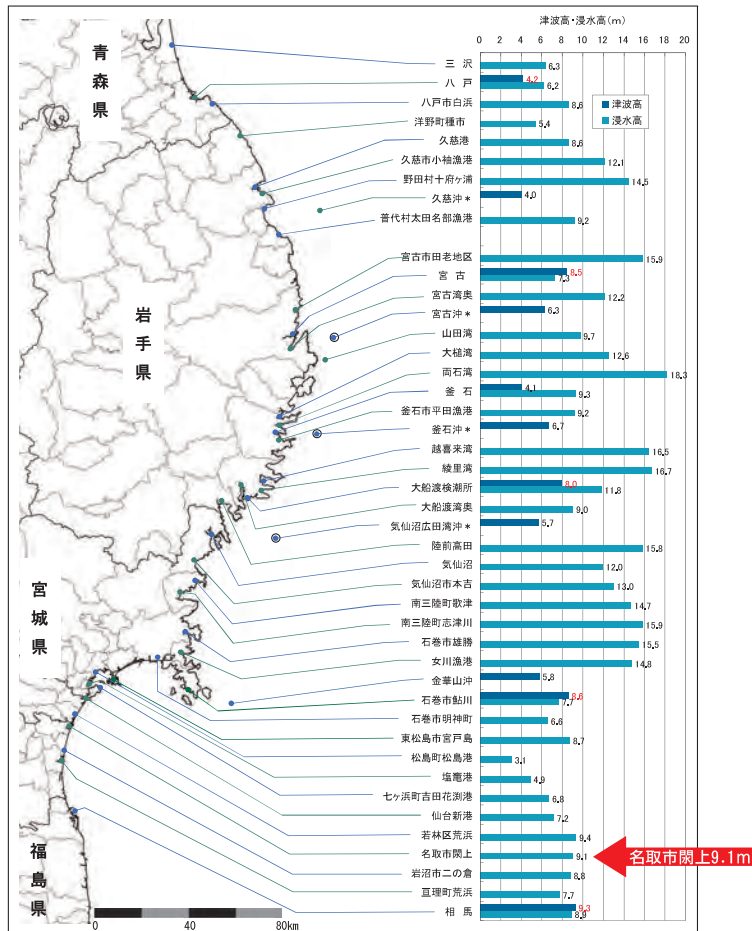 津波高・浸水高(m)
0 2 4 6 8 10 12 14 16 18 20
津波高
浸水高
青森県
岩手県
宮城県
福島県
三沢 6.3
八戸 4.2 6.2
八戸市白浜 8.6
洋野町種市 5.4
久慈港 8.6
久慈市小袖漁港 12.1
野田村十府ヶ浦 14.5
久慈沖* 4.0
普代村太田名部漁港 9.2
宮古市田老地区 15.9
宮古 8.5 7.3
宮古湾奥 12.2
宮古沖* 6.3
山田湾 9.7
大槌湾 12.6
両石湾 18.3
釜石 4.1 9.3
釜石市平田漁港 9.2
釜石沖* 6.7
越喜来湾 16.5
綾里湾 16.7
大船渡検潮所 8.0 11.8
大船渡湾奥 9.0
気仙沼広田湾沖* 5.7
陸前高田 15.8
気仙沼 12.0
気仙沼市本吉 13.0
南三陸町歌津 14.7
南三陸町志津川 15.9
石巻市雄勝 15.5
女川漁港 14.8
金華山沖 5.8
石巻市鮎川 8.6 7.7
石巻市明神町 6.6
東松島市宮戸島 8.7
松島町松島港 3.1
塩竈港 4.9
七ヶ浜町吉田花渕港 6.8
仙台新港 7.2
若林区荒浜 9.4
名取市閖上 9.1
名取市閖上9.1m
岩沼市二の倉 8.8
亘理町荒浜 7.7
相馬 9.3 8.9
0 40 80km